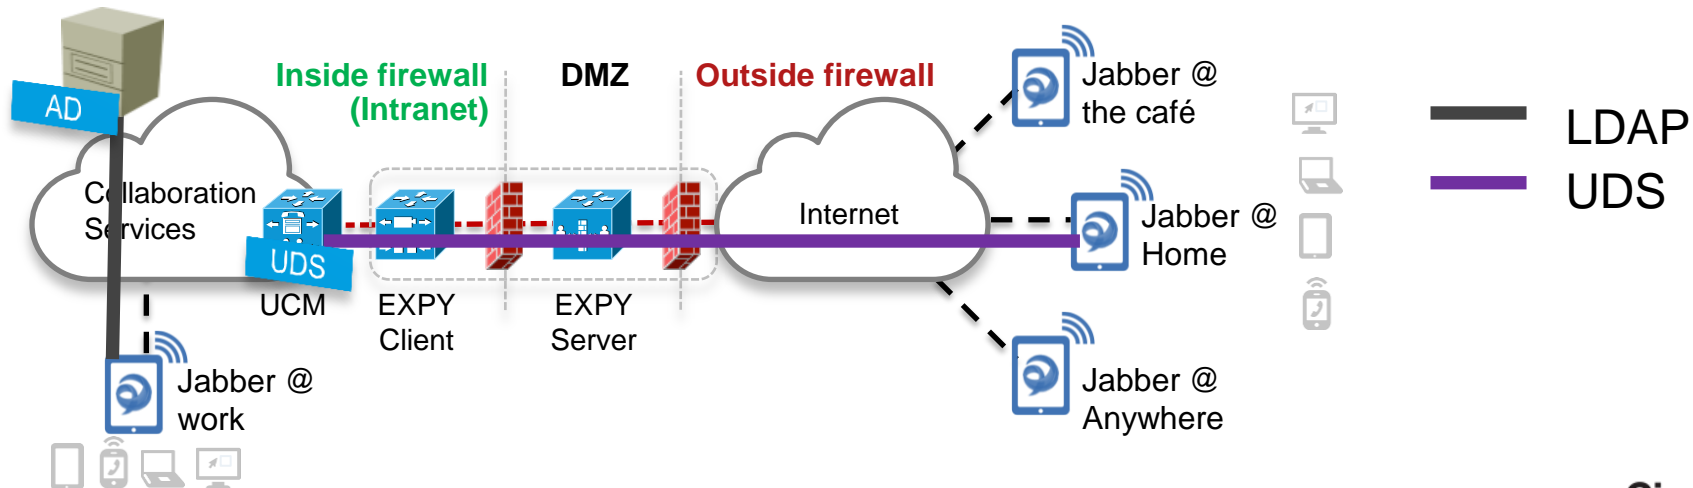 AD
Inside firewall
(Intranet)
DMZ
Outside firewall
Jabber @
the café
LDAP
UDS
Collaboration
Services
UDS
Internet
Jabber @
Home
UCM
EXPY
Client
EXPY
Server
Jabber @
work
Jabber @
Anywhere